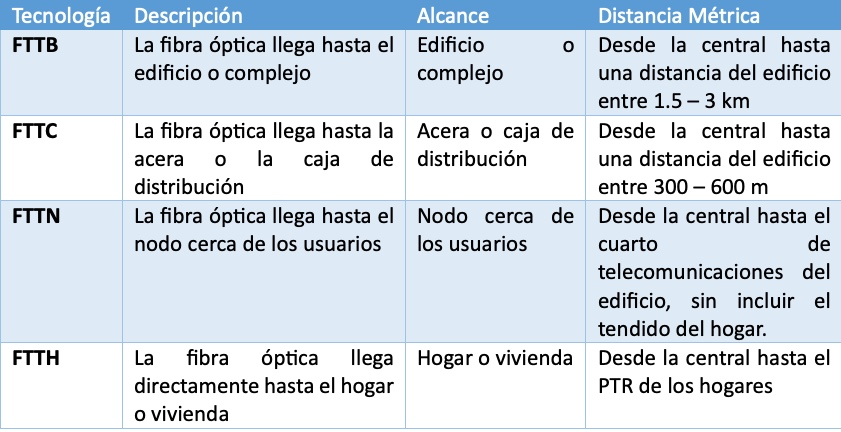 Tecnología Descripción Alcance Distancia Métrica
FTTB La fibra óptica llega hasta el Edificio o Desde la central hasta
edificio o complejo complejo una distancia del edificio
entre 1.5 – 3 km
FTTC La fibra óptica llega hasta la Acera o caja de Desde la central hasta
acera o la caja de distribución una distancia del edificio
distribución entre 300 – 600 m
FTTN La fibra óptica llega hasta el Nodo cerca de Desde la central hasta el
nodo cerca de los usuarios los usuarios cuarto de
telecomunicaciones del
edificio, sin incluir el
tendido del hogar.
FTTH La fibra óptica llega Hogar o vivienda Desde la central hasta el
directamente hasta el hogar PTR de los hogares
o vivienda